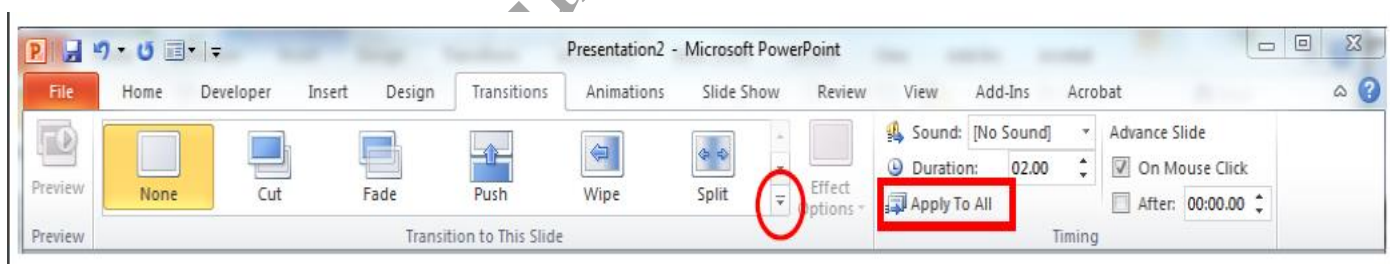 Presentation2 - Microsoft PowerPoint
File Home Developer Insert Design Transitions Animations Slide Show Review View Add-Ins Acrobat
Preview None Cut Fade Push Wipe Split Effect Options
Sound: [No Sound]
Duration: 02.00
Apply To All
Advance Slide
On Mouse Click
After: 00:00.00
Preview Transition to This Slide Timing